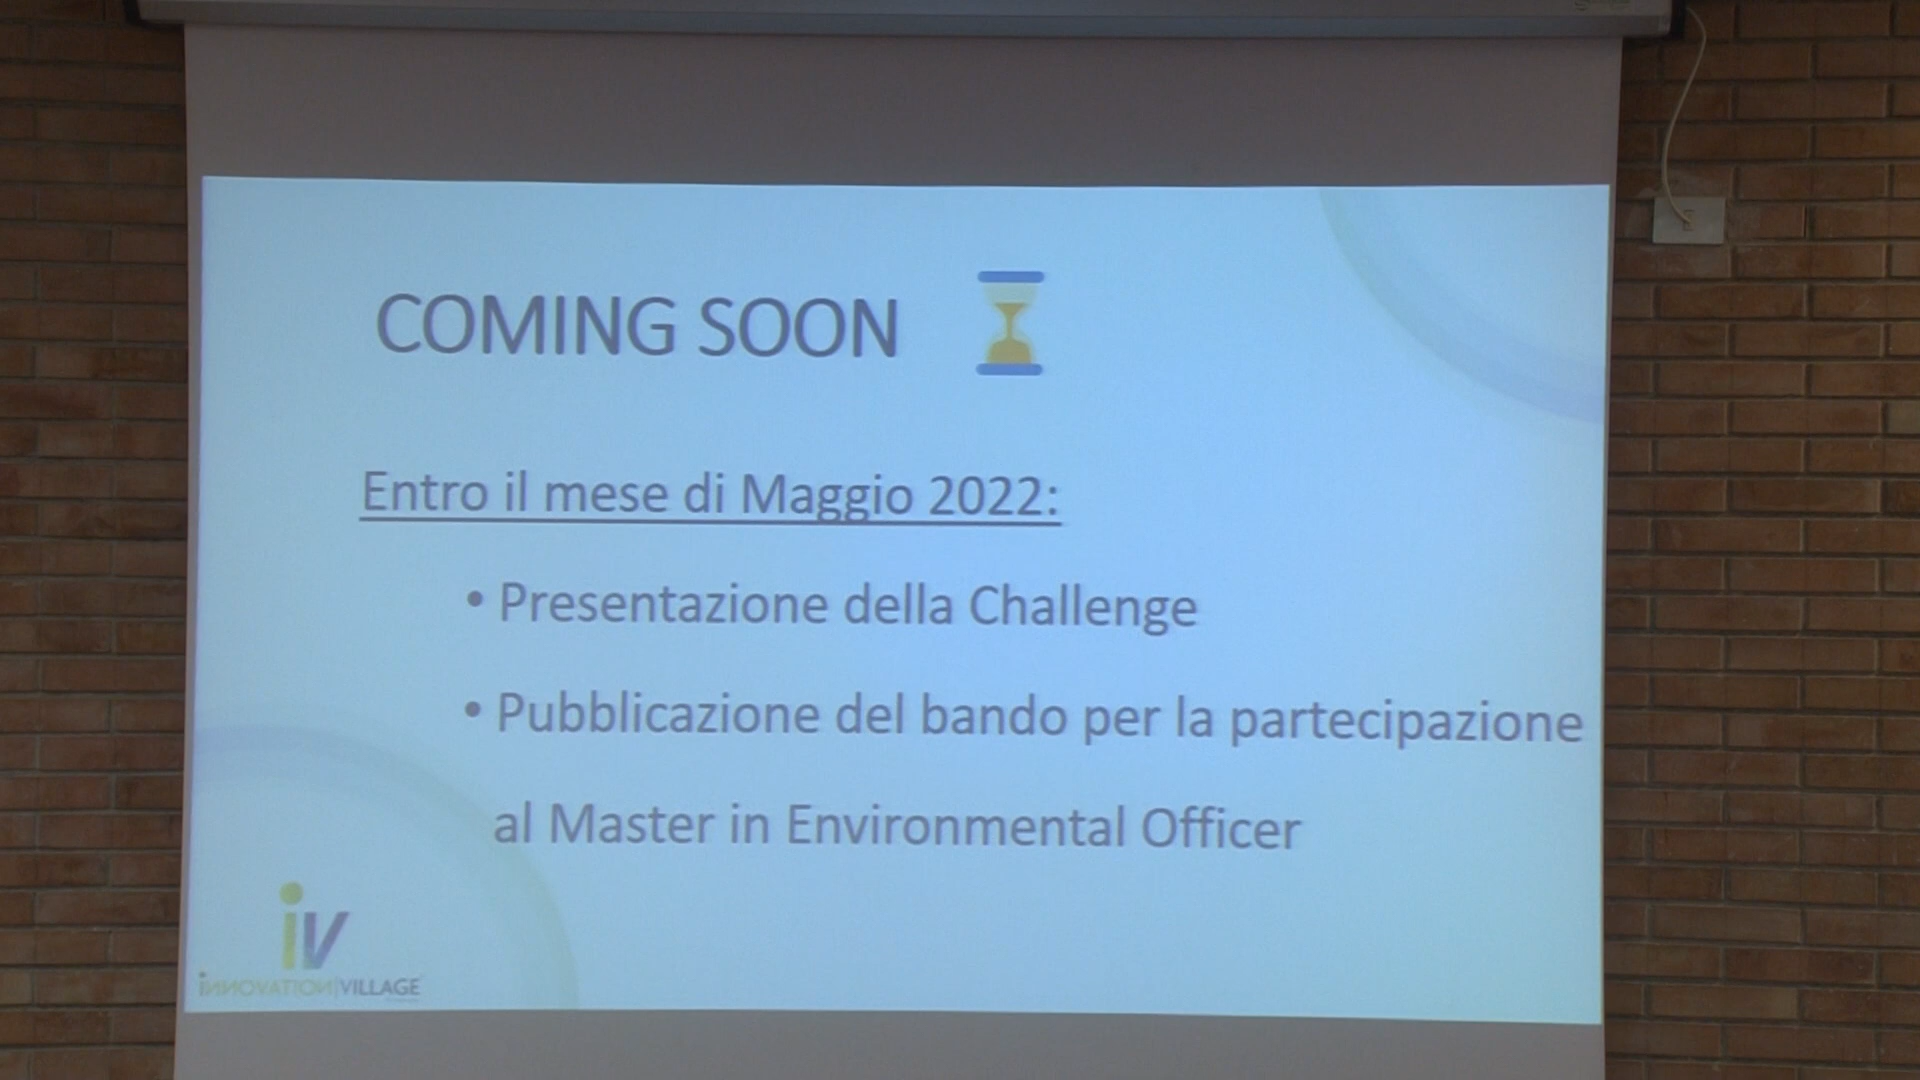 COMING SOON
Entro il mese di Maggio 2022:
• Presentazione della Challenge
• Pubblicazione del bando per la partecipazione
al Master in Environmental Officer
iv
INNOVATION|VILLAGE